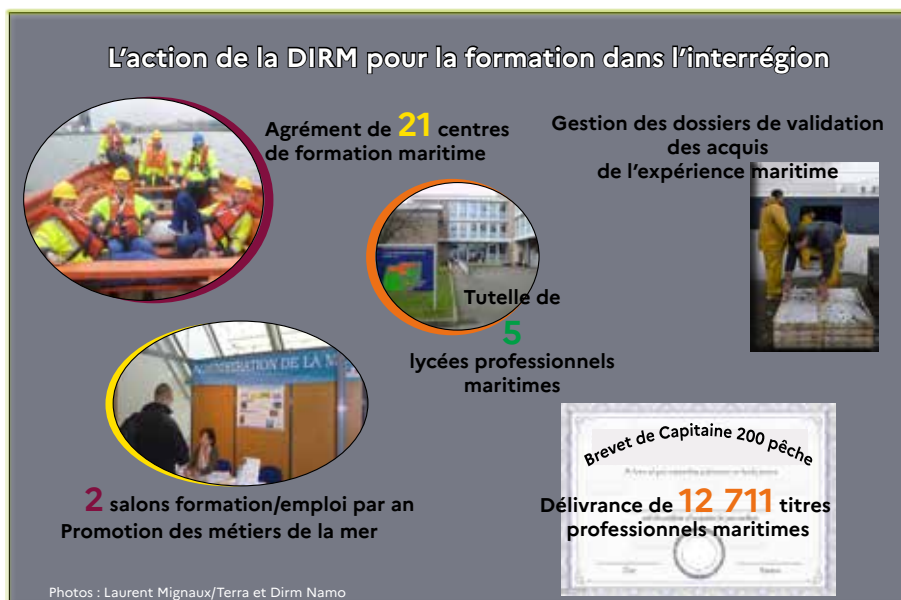 L'action de la DIRM pour la formation dans l'interrégion
Agrément de 21 centres
de formation maritime
Gestion des dossiers de validation
des acquis
de l'expérience maritime
Tutelle de
5
lycées professionnels
maritimes
ADMINISTRATION DE LA
2 salons formation/emploi par an
Promotion des métiers de la mer
Brevet de Capitaine 200 pêche
Délivrance de 12 711 titres
professionnels maritimes
Photos : Laurent Mignaux/Terra et Dirm Namo